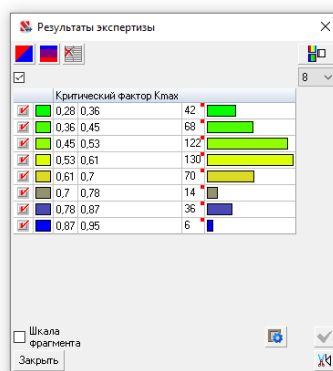 Результаты экспертизы
8
Критический фактор Kmax
0,28 0,36 42
0,36 0,45 68
0,45 0,53 122
0,53 0,61 130
0,61 0,7 70
0,7 0,78 14
0,78 0,87 36
0,87 0,95 6
Шкала
фрагмента
Закрыть